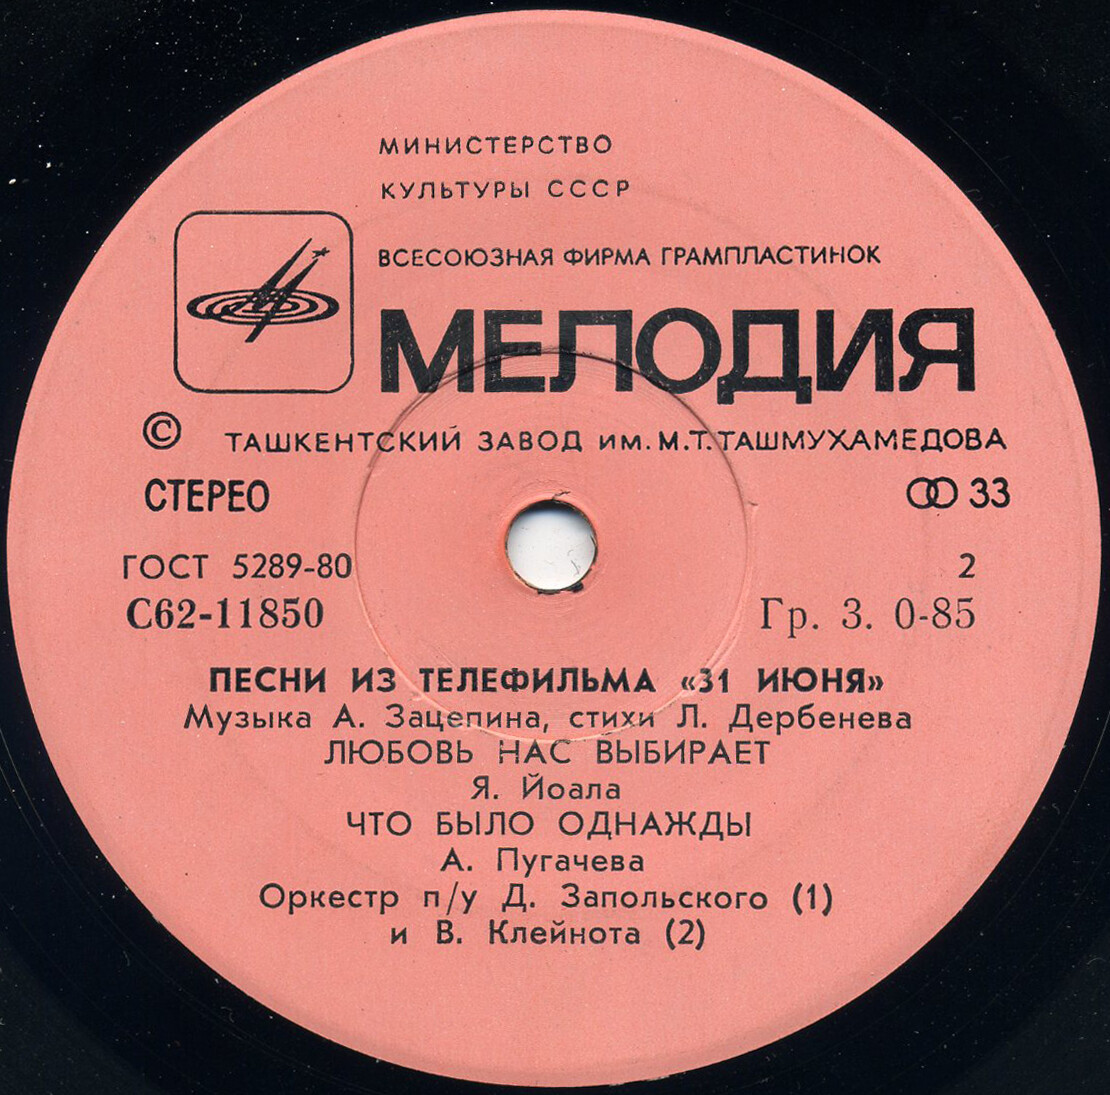 МИНИСТЕРСТВО
КУЛЬТУРЫ СССР
ВСЕСОЮЗНАЯ ФИРМА ГРАМПЛАСТИНОК
МЕЛОДИЯ
© ТАШКЕНТСКИЙ ЗАВОД ИМ. М.Т.ТАШМУХАМЕДОВА
СТЕРЕО 33
ГОСТ 5289-80 2
С62-11850 Гр. 3. 0-85
ПЕСНИ ИЗ ТЕЛЕФИЛЬМА «31 ИЮНЯ»
Музыка А. Зацепина, стихи Л. Дербенева
ЛЮБОВЬ НАС ВЫБИРАЕТ
Я. Йоала
ЧТО БЫЛО ОДНАЖДЫ
А. Пугачева
Оркестр п/у Д. Запольского (1)
и В. Клейнота (2)